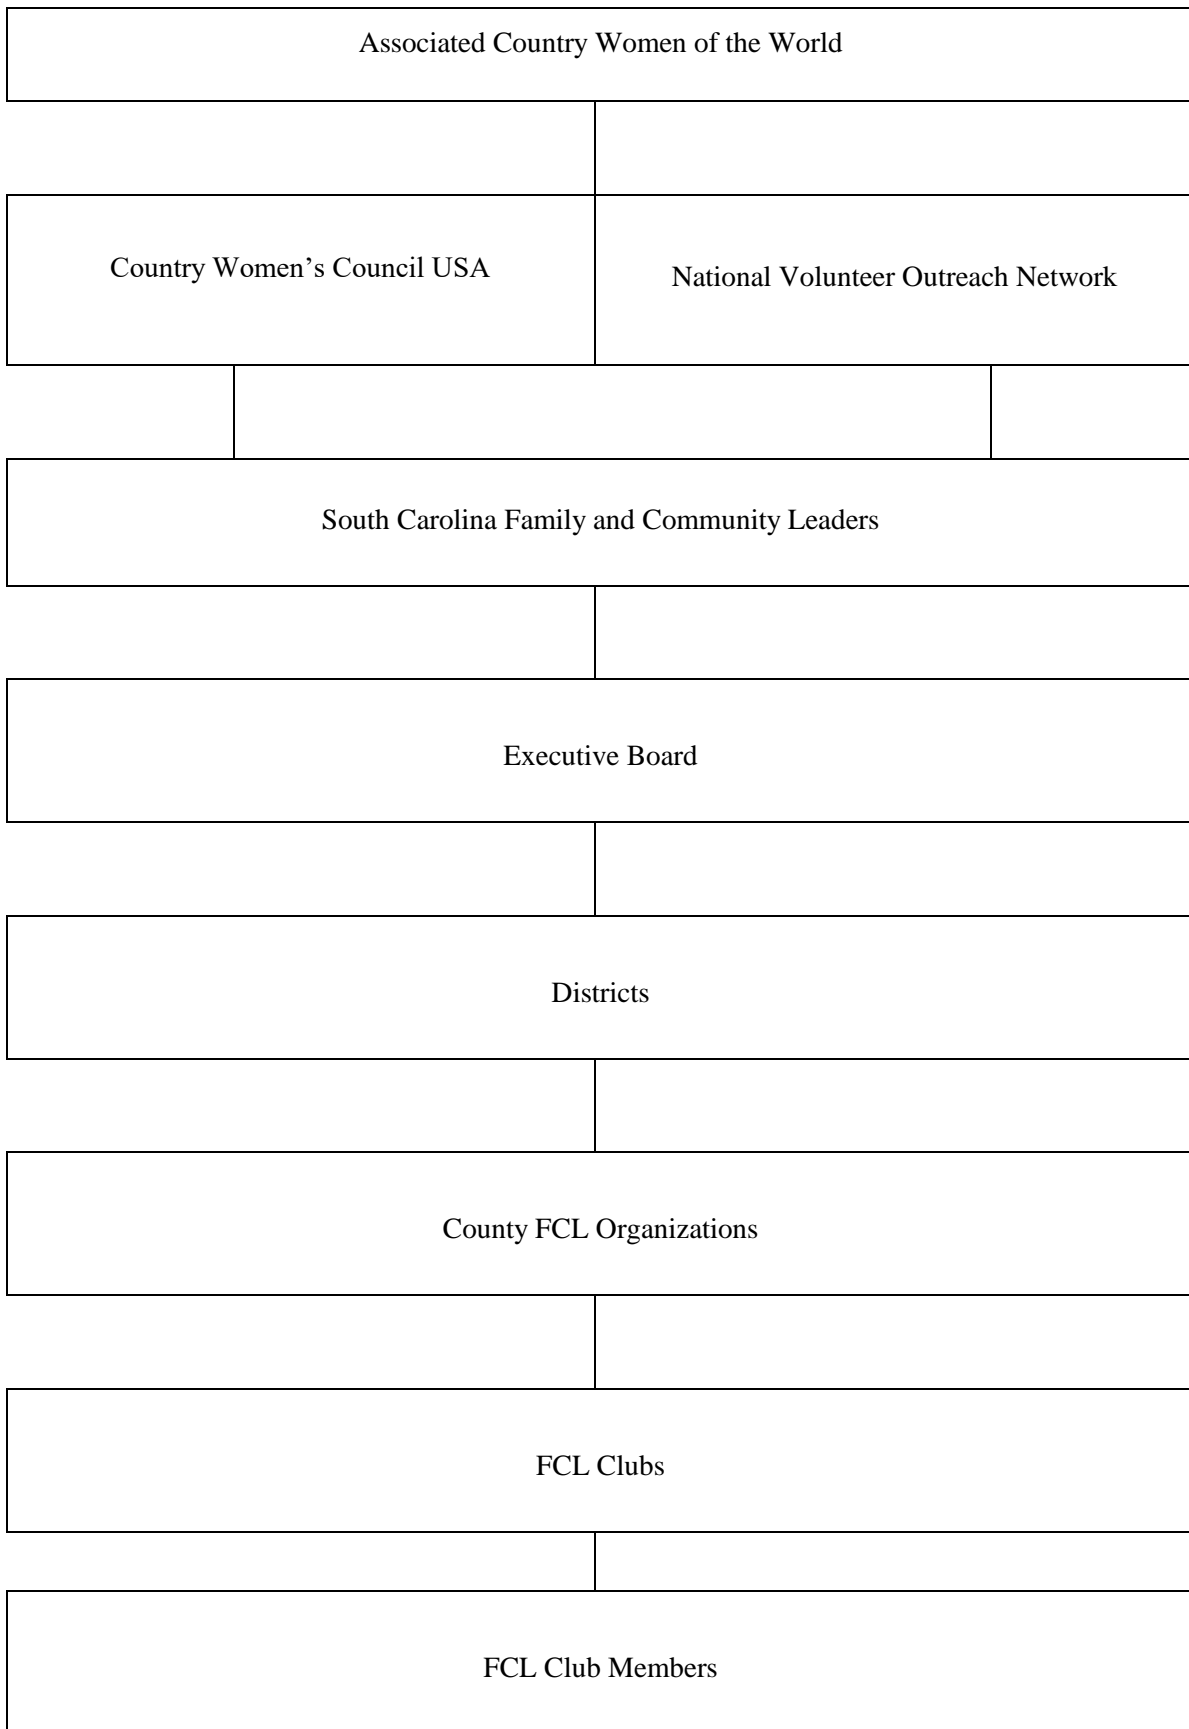 Associated Country Women of the World
Country Women’s Council USA
National Volunteer Outreach Network
South Carolina Family and Community Leaders
Executive Board
Districts
County FCL Organizations
FCL Clubs
FCL Club Members